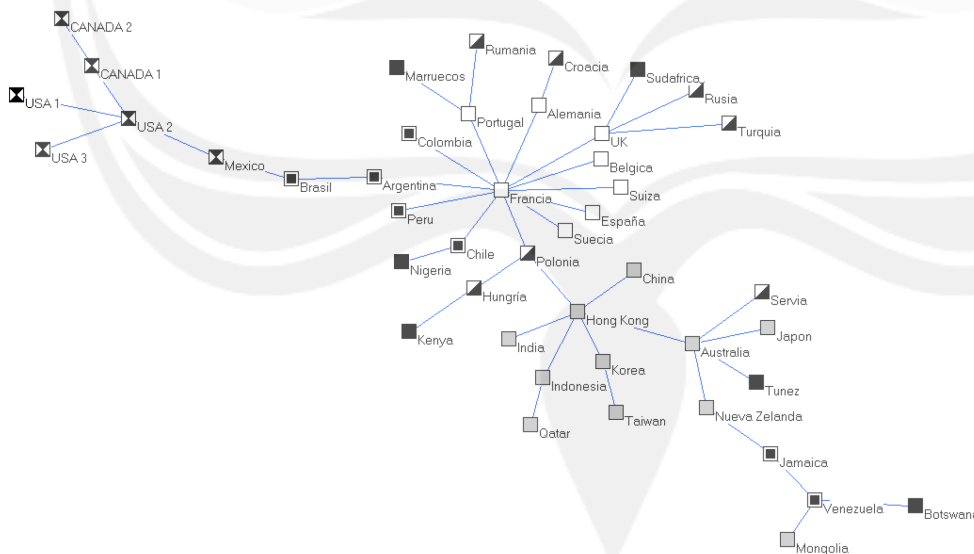 CANADA 2
Rumania
Croacia
CANADA 1
Marruecos
Sudafrica
Rusia
USA 1
Portugal
Alemania
USA 2
Turquia
Colombia
UK
USA 3
Mexico
Belgica
Brasil
Argentina
Francia
Suiza
Peru
España
Suecia
Chile
Nigeria
Polonia
China
Hungría
Servia
Hong Kong
Kenya
India
Japon
Australia
Korea
Indonesia
Tunez
Nueva Zelanda
Taiwan
Qatar
Jamaica
Venezuela
Botswana
Mongolia